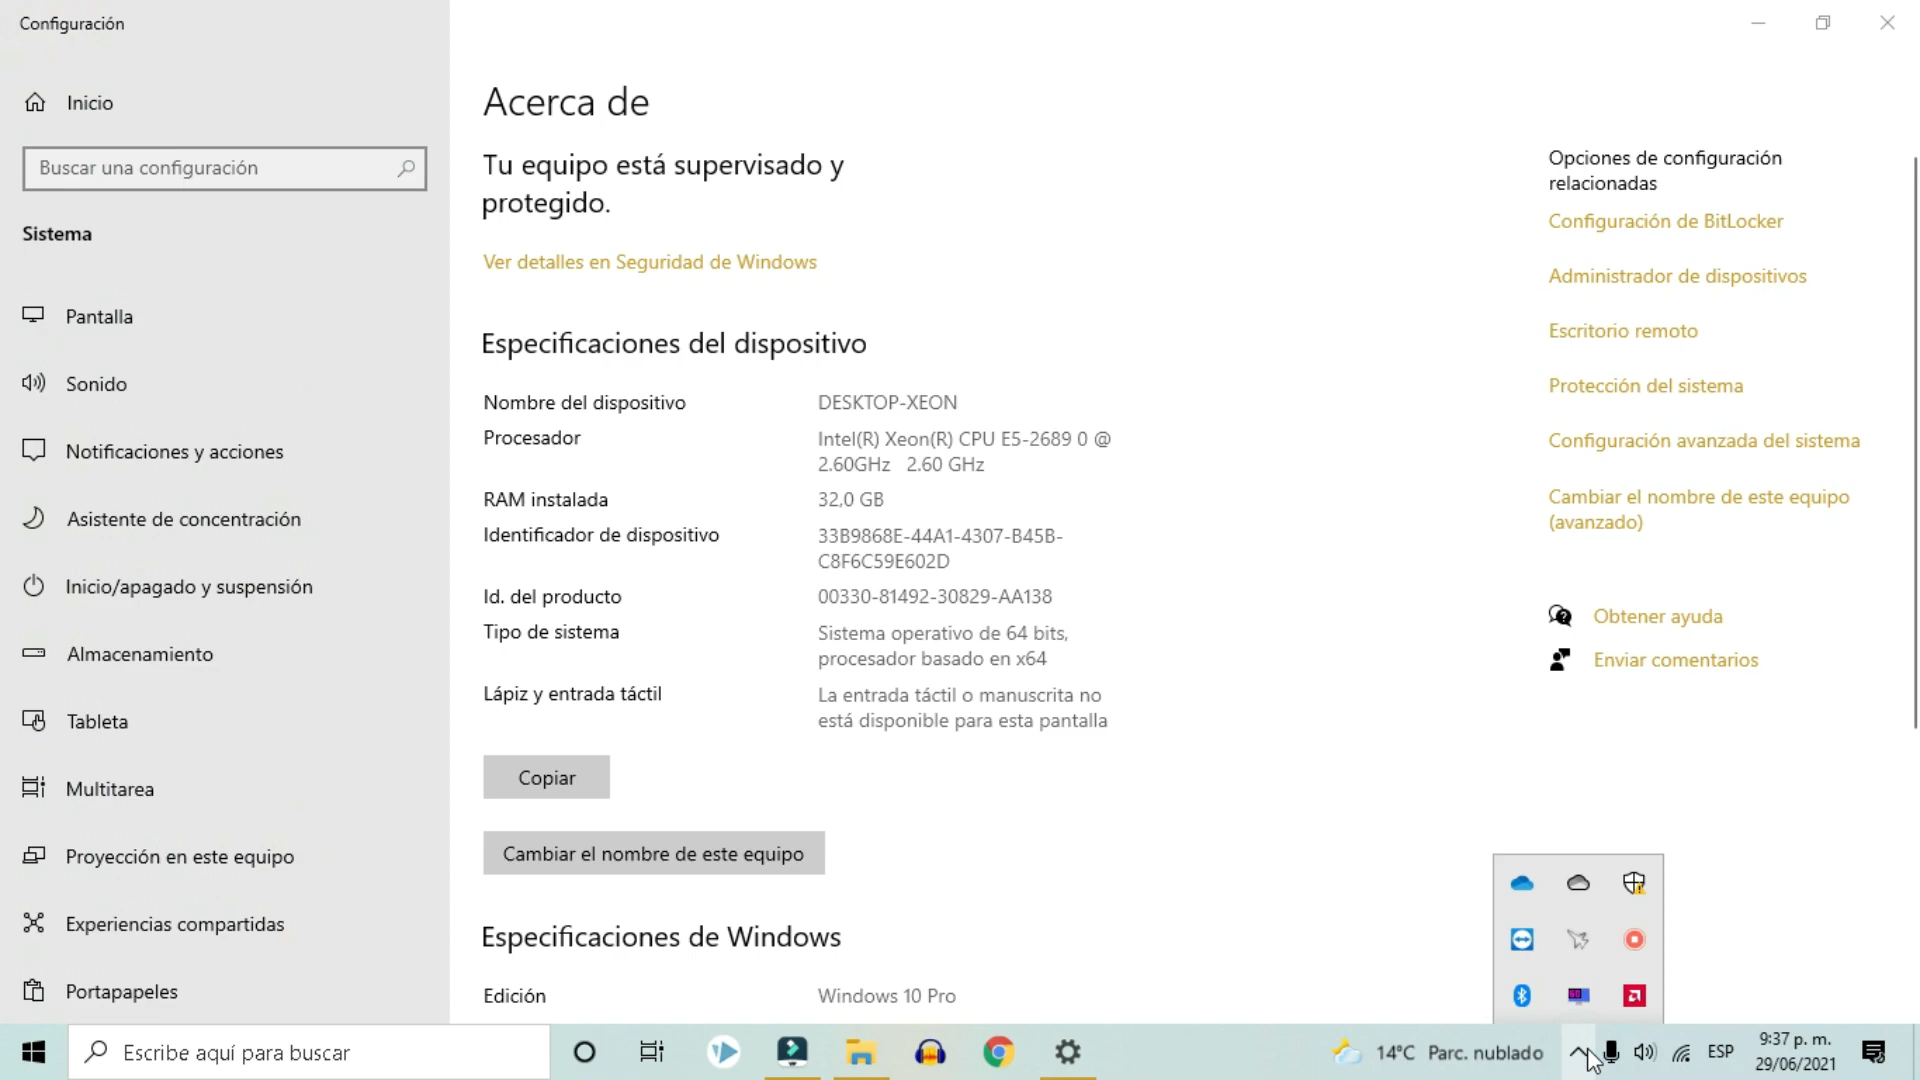 Configuración
Inicio
Buscar una configuración
Sistema
Pantalla
Sonido
Notificaciones y acciones
Asistente de concentración
Inicio/apagado y suspensión
Almacenamiento
Tableta
Multitarea
Proyección en este equipo
Experiencias compartidas
Portapapeles
Acerca de
Tu equipo está supervisado y
protegido.
Ver detalles en Seguridad de Windows
Especificaciones del dispositivo
Nombre del dispositivo DESKTOP-XEON
Procesador Intel(R) Xeon(R) CPU E5-2689 0 @
2.60GHz 2.60 GHz
RAM instalada 32,0 GB
Identificador de dispositivo 33B9868E-44A1-4307-B45B-
C8F6C59E602D
Id. del producto 00330-81492-30829-AA138
Tipo de sistema Sistema operativo de 64 bits,
procesador basado en x64
Lápiz y entrada táctil La entrada táctil o manuscrita no
está disponible para esta pantalla
Copiar
Cambiar el nombre de este equipo
Especificaciones de Windows
Edición Windows 10 Pro
Opciones de configuración
relacionadas
Configuración de BitLocker
Administrador de dispositivos
Escritorio remoto
Protección del sistema
Configuración avanzada del sistema
Cambiar el nombre de este equipo
(avanzado)
Obtener ayuda
Enviar comentarios
Escribe aquí para buscar
14°C Parc. nublado
ESP
9:37 p. m.
29/06/2021